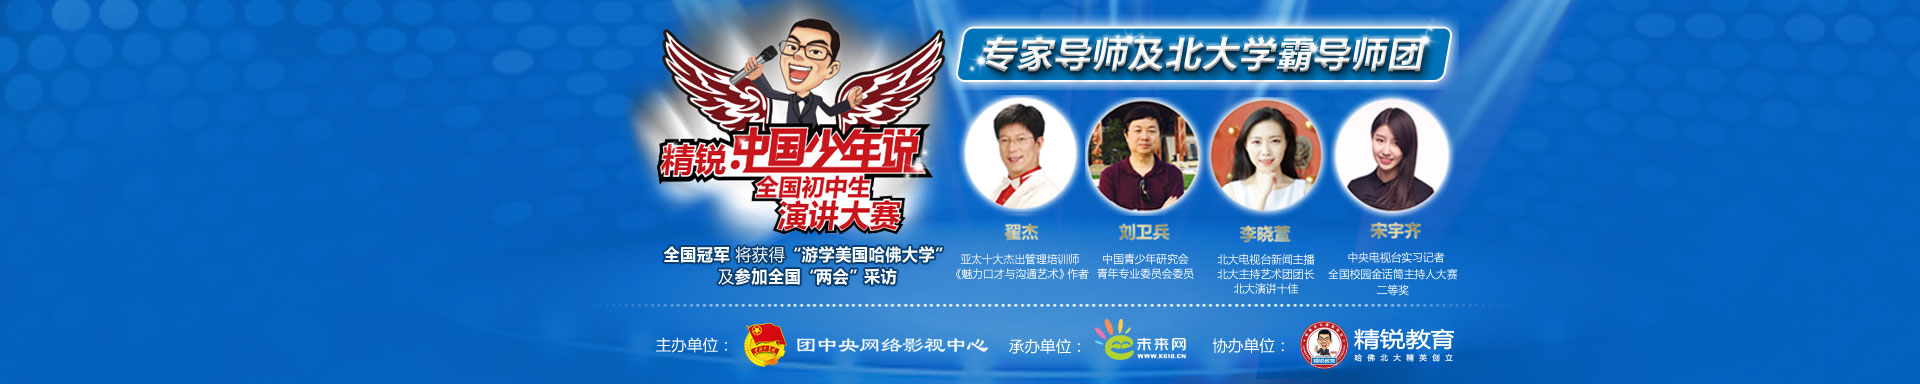 精锐·中国少年说
全国初中生
演讲大赛
全国冠军 将获得“游学美国哈佛大学”
及参加全国“两会”采访
专家导师及北大学霸导师团
翟杰
亚太十大杰出管理培训师
《魅力口才与沟通艺术》作者
刘卫兵
中国青少年研究会
青年专业委员会委员
李晓萱
北大电视台新闻主播
北大主持艺术团团长
北大演讲十佳
宋宇齐
中央电视台实习记者
全国校园金话筒主持人大赛
二等奖
主办单位：
团中央网络影视中心
承办单位：
未来网
WWW.K618.CN
协办单位：
精锐教育
精锐教育
哈佛北大精英创立